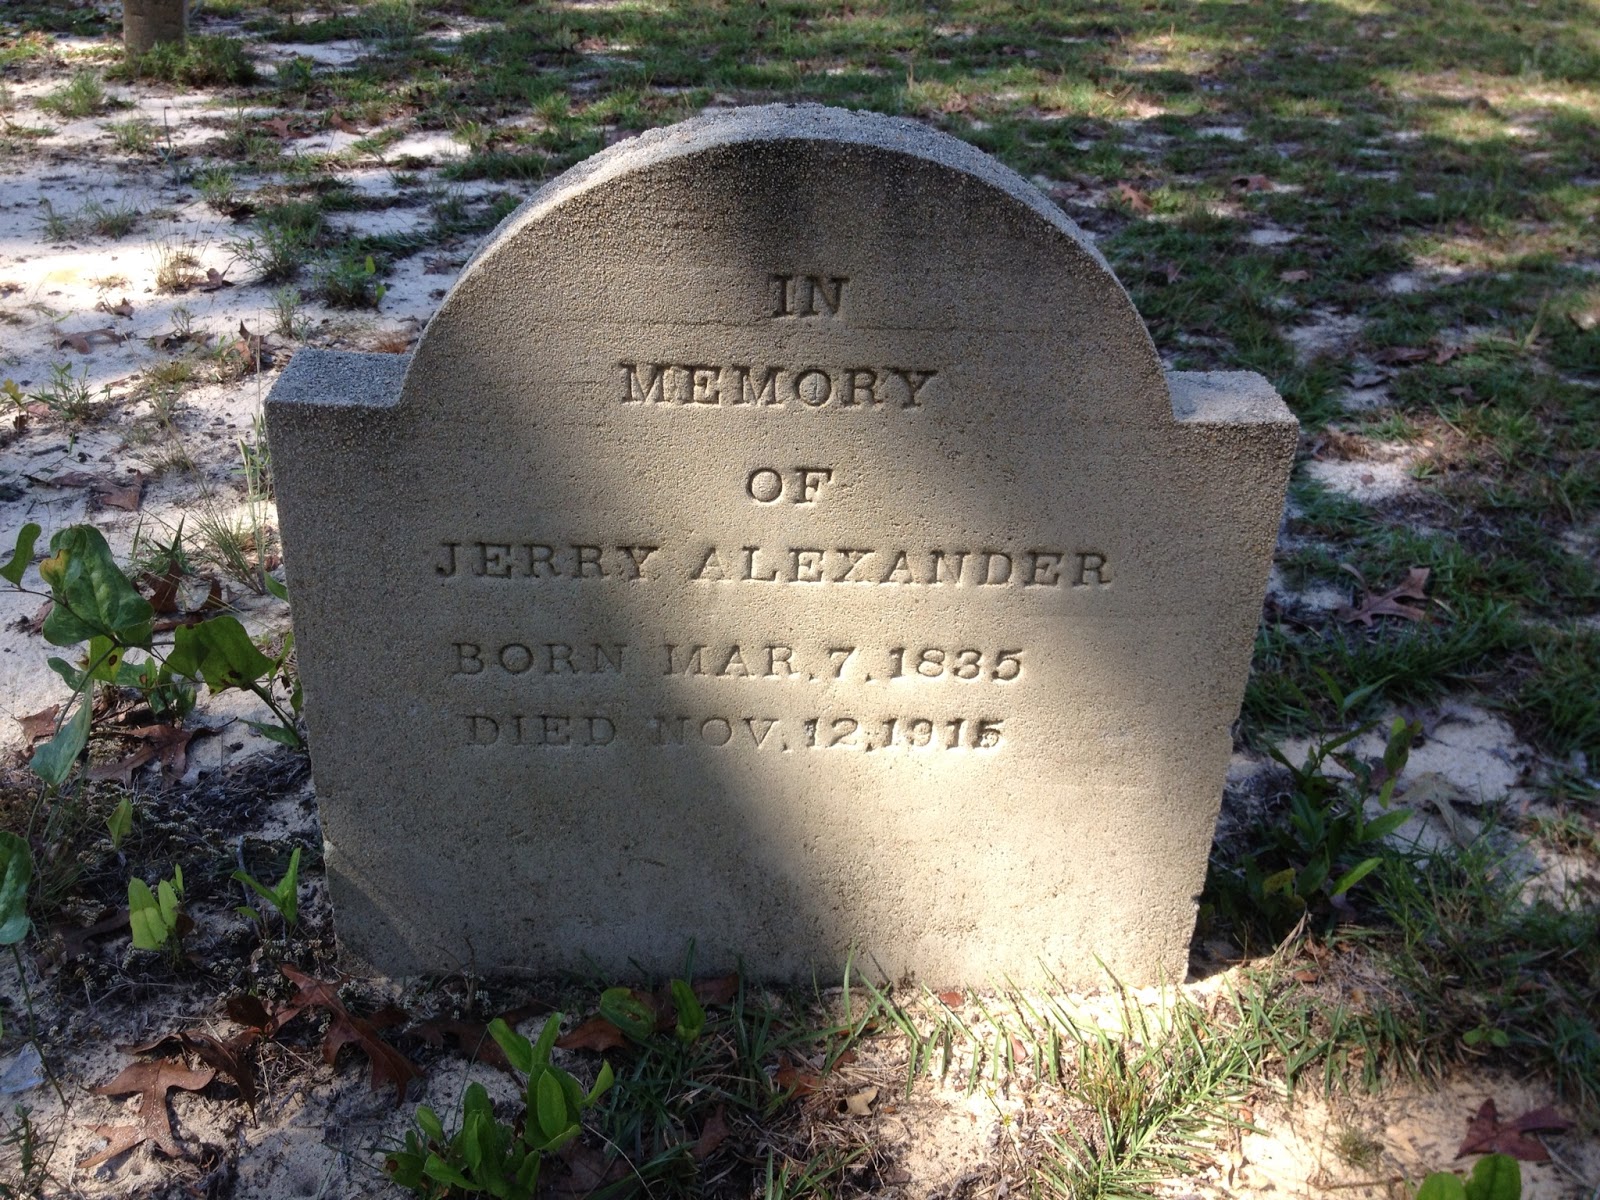 IN
MEMORY
OF
JERRY ALEXANDER
BORN MAR. 7, 1835
DIED NOV. 12, 1915